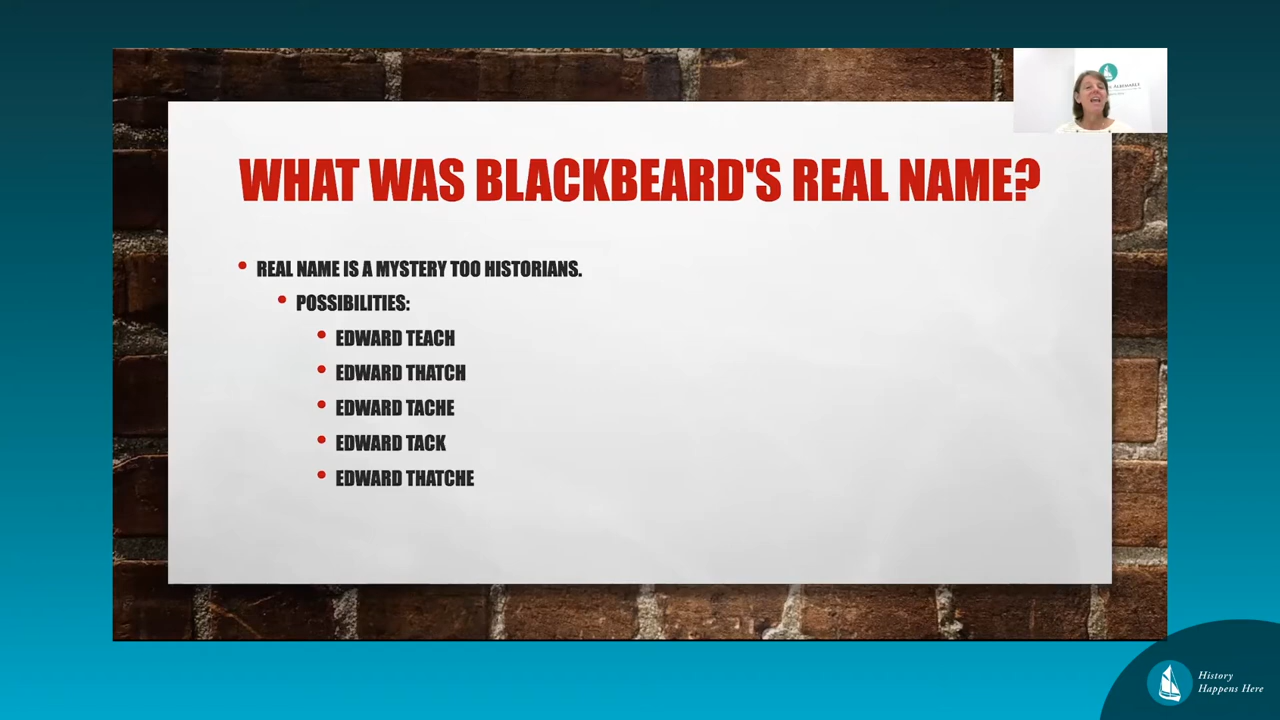 WHAT WAS BLACKBEARD'S REAL NAME?
REAL NAME IS A MYSTERY TOO HISTORIANS.
POSSIBILITIES:
EDWARD TEACH
EDWARD THATCH
EDWARD TACHE
EDWARD TACK
EDWARD THATCHE
History
Happens Here